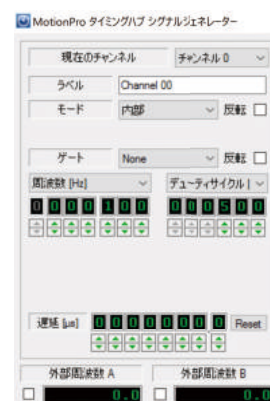 MotionPro タイミングハブ シグナルジェネレーター
現在のチャンネル チャンネル 0
ラベル Channel 00
モード 内部 反転
ゲート None 反転
周波数 [Hz] デューティサイクル [
0 0 0 0 1 0 0 0 0 0 5 0 0
遅延 [μs] 0 0 0 0 0 0 0 0 Reset
外部周波数 A 外部周波数 B
0.0 0.0